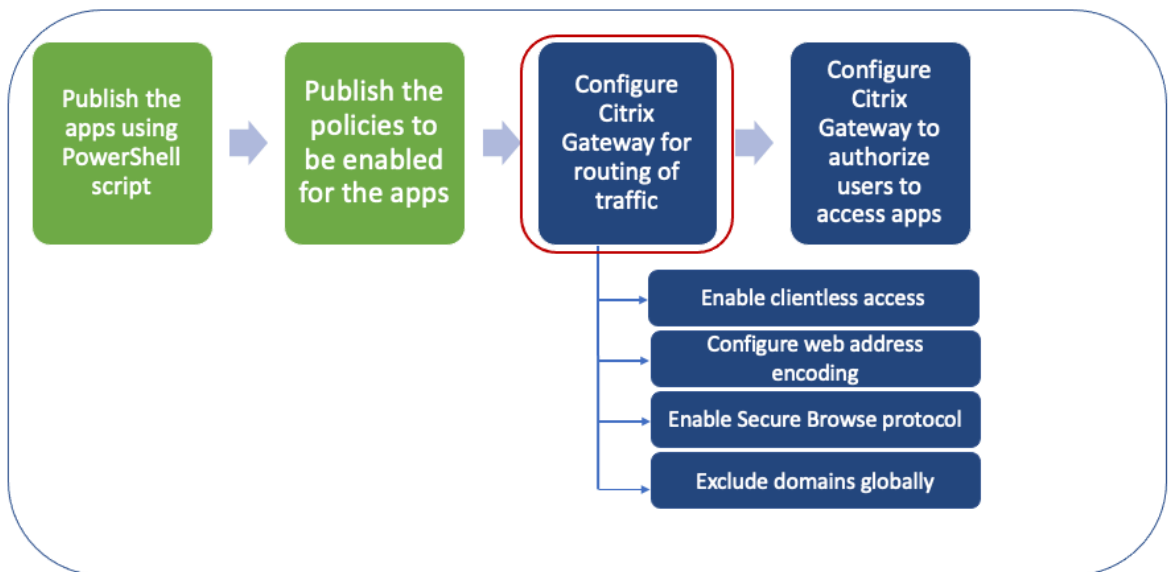 Publish the
apps using
PowerShell
script
Publish the
policies to
be enabled
for the apps
Configure
Citrix
Gateway for
routing of
traffic
Configure
Citrix
Gateway to
authorize
users to
access apps
Enable clientless access
Configure web address
encoding
Enable Secure Browse protocol
Exclude domains globally